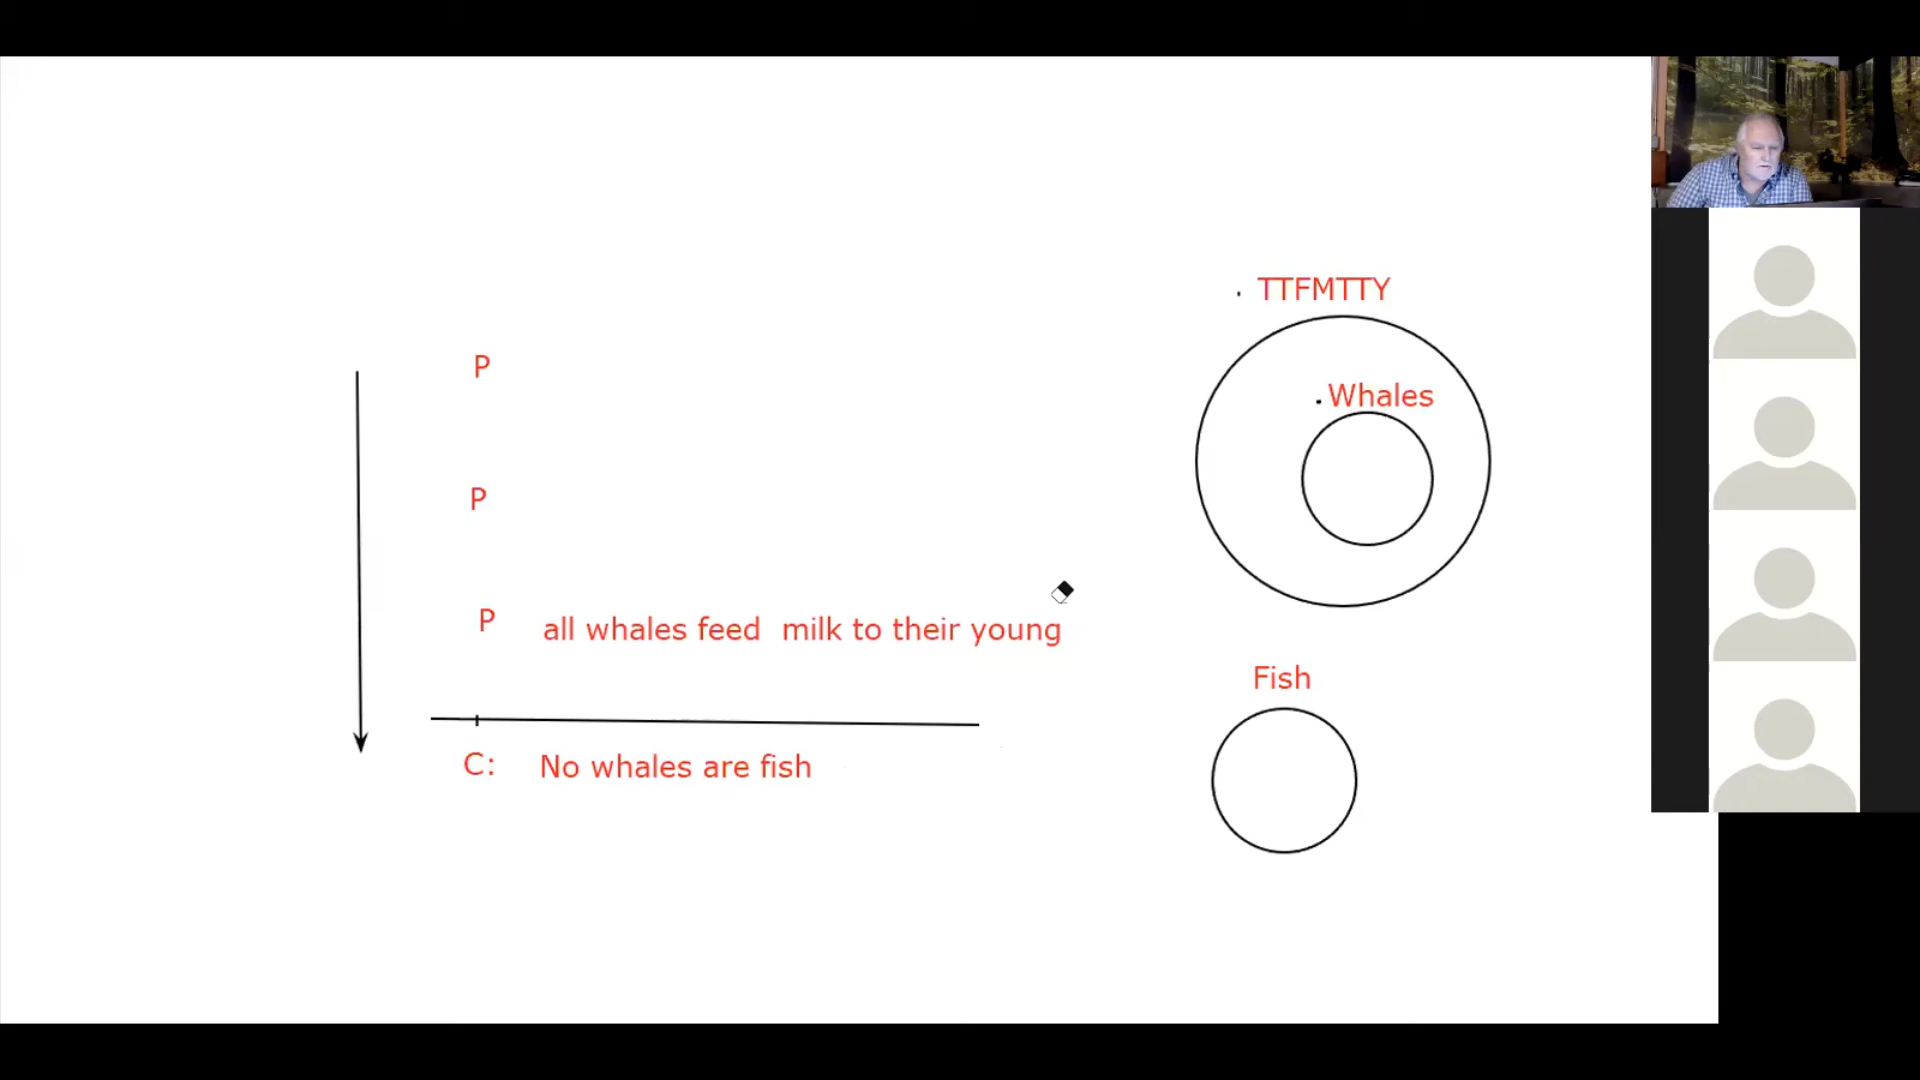 TTFMTTY
P
Whales
P
P all whales feed  milk to their young
Fish
C: No whales are fish